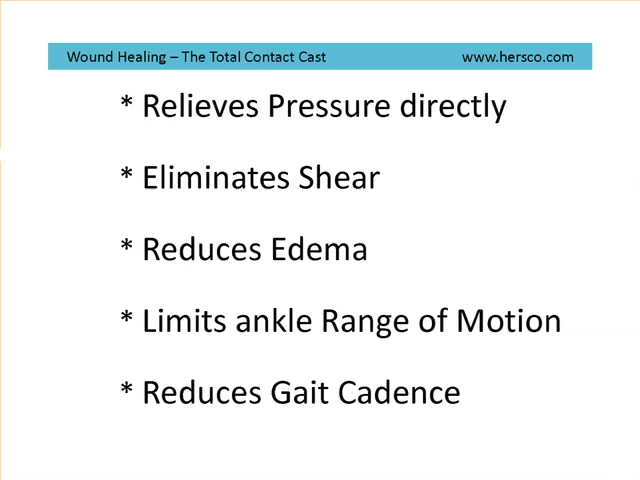 Wound Healing – The Total Contact Cast www.hersco.com
* Relieves Pressure directly
* Eliminates Shear
* Reduces Edema
* Limits ankle Range of Motion
* Reduces Gait Cadence